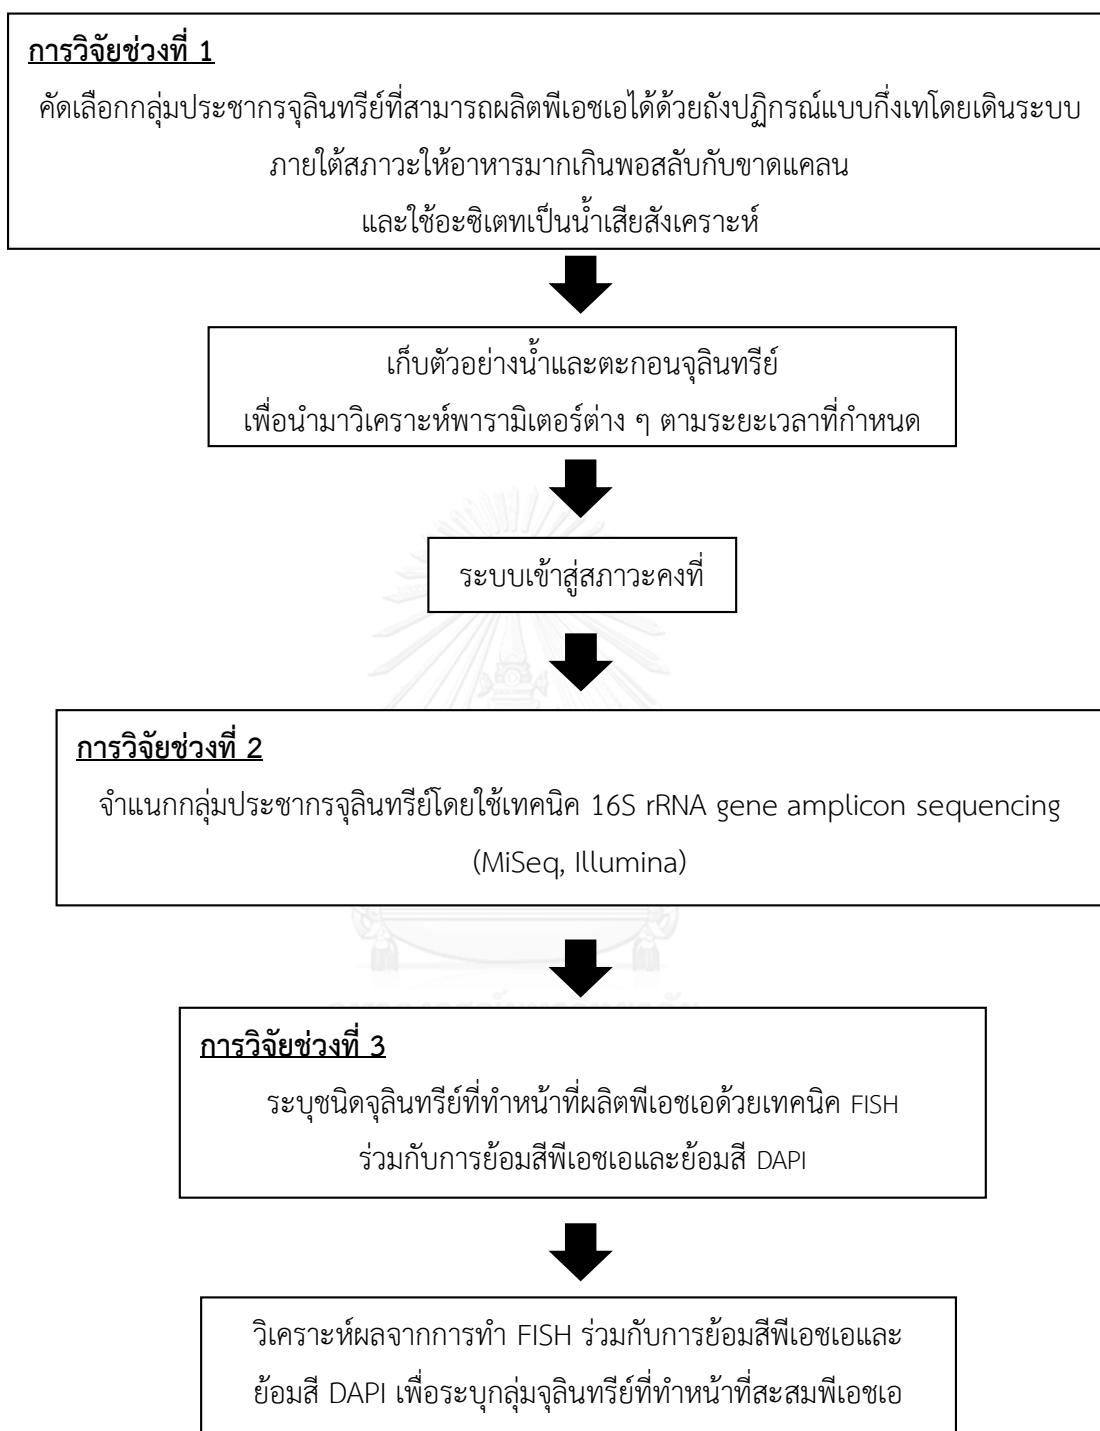 การวิจัยช่วงที่ 1
คัดเลือกกลุ่มประชากรจุลินทรีย์ที่สามารถผลิตพีเอชเอได้ด้วยถังปฏิกรณ์แบบกึ่งเทโดยเดินระบบ
ภายใต้สภาวะให้อาหารมากเกินพอสลับกับขาดแคลน
และใช้อะซิเตทเป็นน้ำเสียสังเคราะห์
เก็บตัวอย่างน้ำและตะกอนจุลินทรีย์
เพื่อนำมาวิเคราะห์พารามิเตอร์ต่าง ๆ ตามระยะเวลาที่กำหนด
ระบบเข้าสู่สภาวะคงที่
การวิจัยช่วงที่ 2
จำแนกกลุ่มประชากรจุลินทรีย์โดยใช้เทคนิค 16S rRNA gene amplicon sequencing
(MiSeq, Illumina)
การวิจัยช่วงที่ 3
ระบุชนิดจุลินทรีย์ที่ทำหน้าที่ผลิตพีเอชเอด้วยเทคนิค FISH
ร่วมกับการย้อมสีพีเอชเอและย้อมสี DAPI
วิเคราะห์ผลจากการทำ FISH ร่วมกับการย้อมสีพีเอชเอและ
ย้อมสี DAPI เพื่อระบุกลุ่มจุลินทรีย์ที่ทำหน้าที่สะสมพีเอชเอ